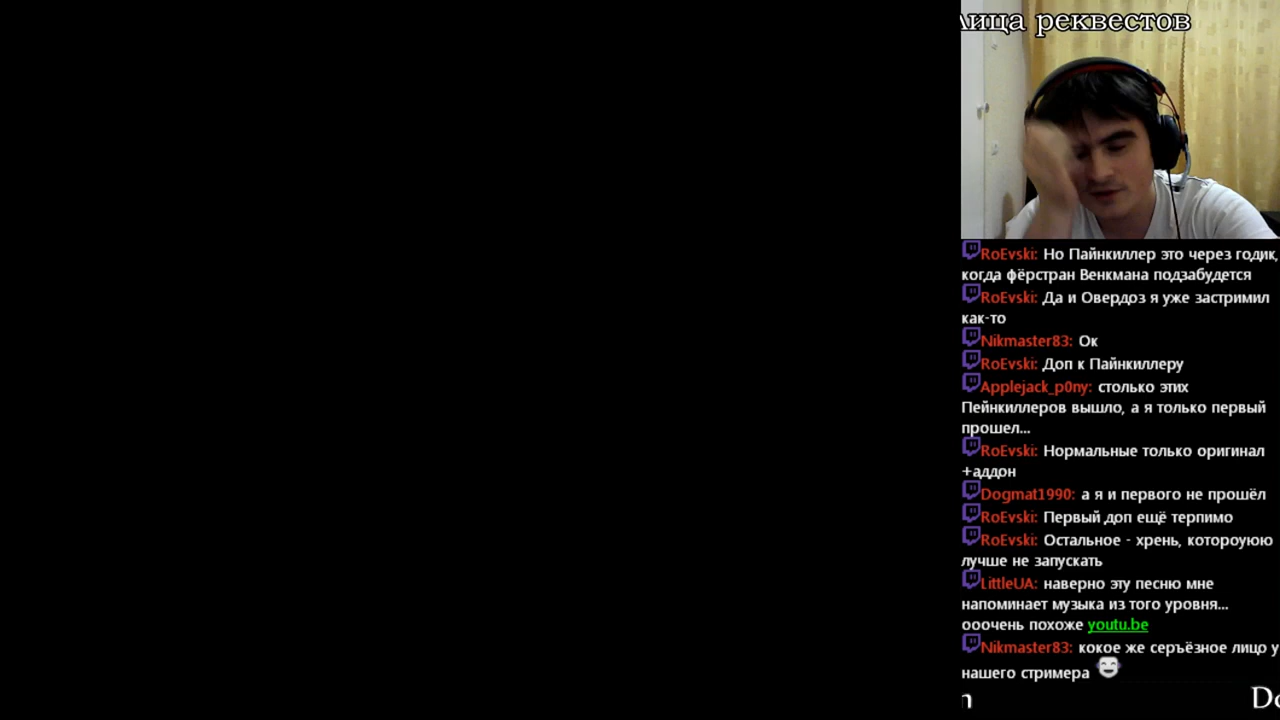 Лица реквестов
RoEvski: Но Пайнкиллер это через годик,
когда фёрстран Венкмана подзабудется
RoEvski: Да и Овердоз я уже застримил
как-то
Nikmaster83: Ок
RoEvski: Доп к Пайнкиллеру
Applejack_p0ny: столько этих
Пейнкиллеров вышло, а я только первый
прошел...
RoEvski: Нормальные только оригинал
+аддон
Dogmat1990: а я и первого не прошёл
RoEvski: Первый доп ещё терпимо
RoEvski: Остальное - хрень, котороуюю
лучше не запускать
LittleUA: наверно эту песню мне
напоминает музыка из того уровня...
ооочень похоже youtu.be
Nikmaster83: кокое же серъёзное лицо у
нашего стримера